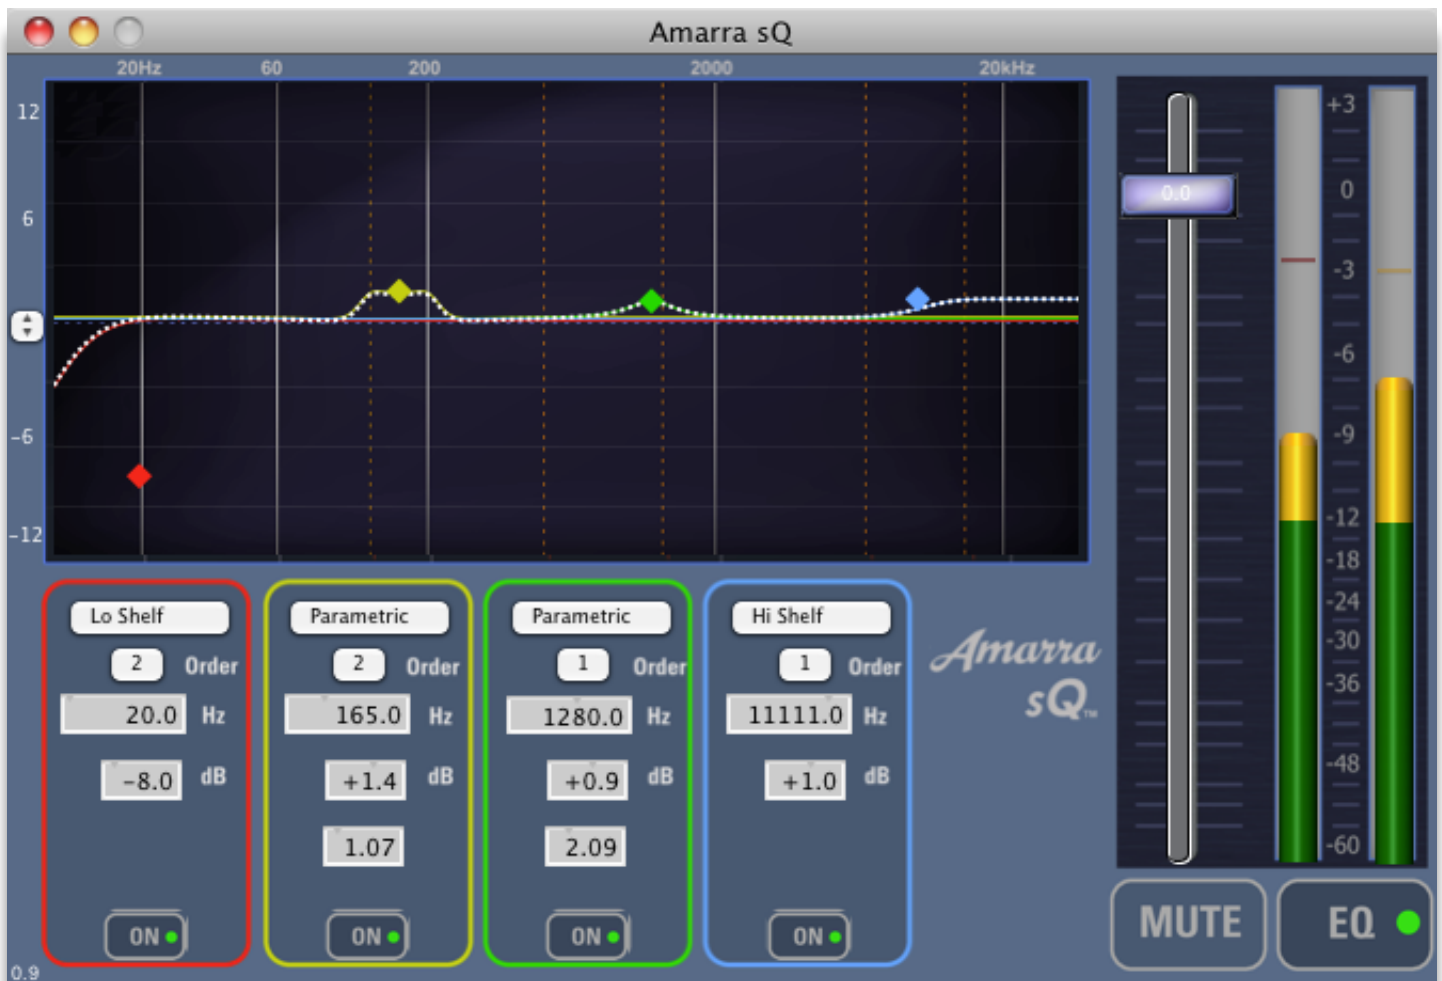 Amarra sQ
20Hz 60 200 2000 20kHz
12
6
-6
-12
0.0
+3
0
-3
-6
-9
-12
-18
-24
-30
-36
-48
-60
Lo Shelf Parametric Parametric Hi Shelf
2 Order 2 Order 1 Order 1 Order
20.0 Hz 165.0 Hz 1280.0 Hz 11111.0 Hz
-8.0 dB +1.4 dB +0.9 dB +1.0 dB
1.07 2.09
ON ON ON ON
Amarra
sQ™
MUTE EQ
0.9